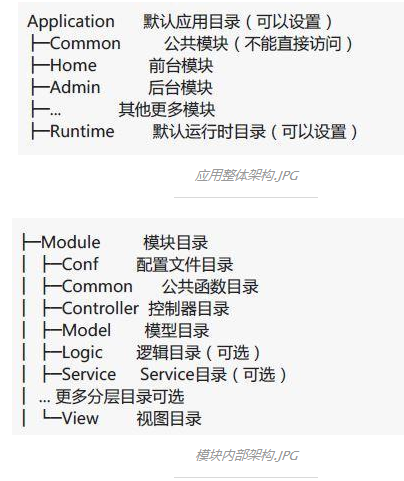 Application 默认应用目录（可以设置）
├─Common 公共模块（不能直接访问）
├─Home 前台模块
├─Admin 后台模块
├─... 其他更多模块
├─Runtime 默认运行时目录（可以设置）
应用整体架构.JPG
├─Module 模块目录
│ ├─Conf 配置文件目录
│ ├─Common 公共函数目录
│ ├─Controller 控制器目录
│ ├─Model 模型目录
│ ├─Logic 逻辑目录（可选）
│ ├─Service Service目录（可选）
│ ... 更多分层目录可选
│ └─View 视图目录
模块内部架构.JPG